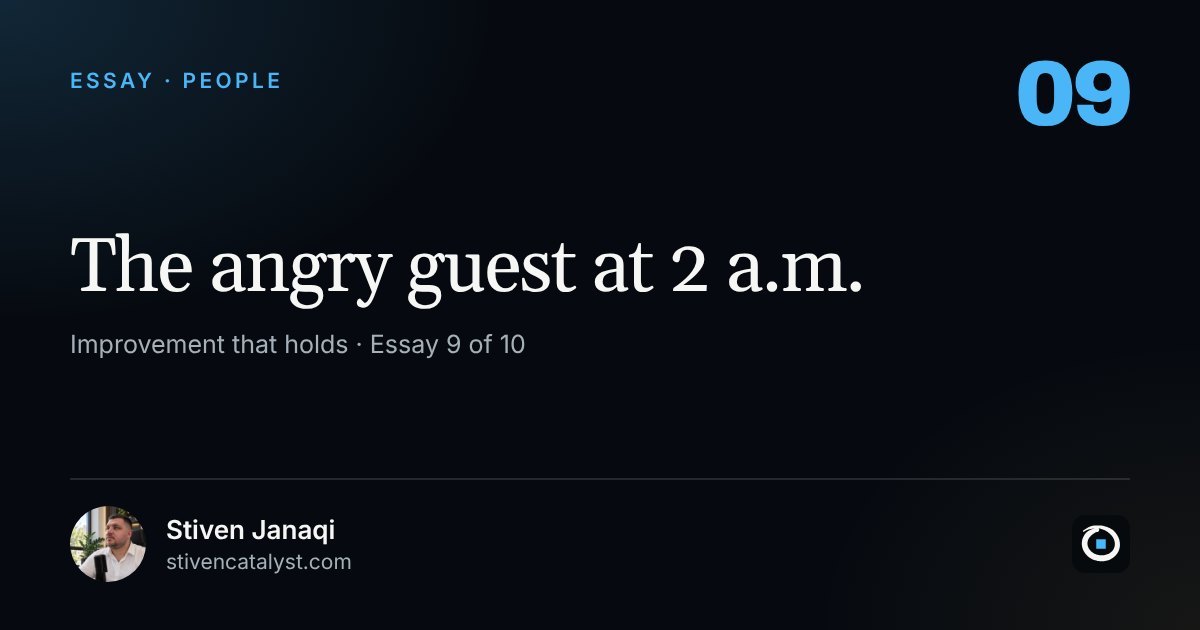 ESSAY · PEOPLE
09
The angry guest at 2 a.m.
Improvement that holds · Essay 9 of 10
Stiven Janaqi
stivencatalyst.com